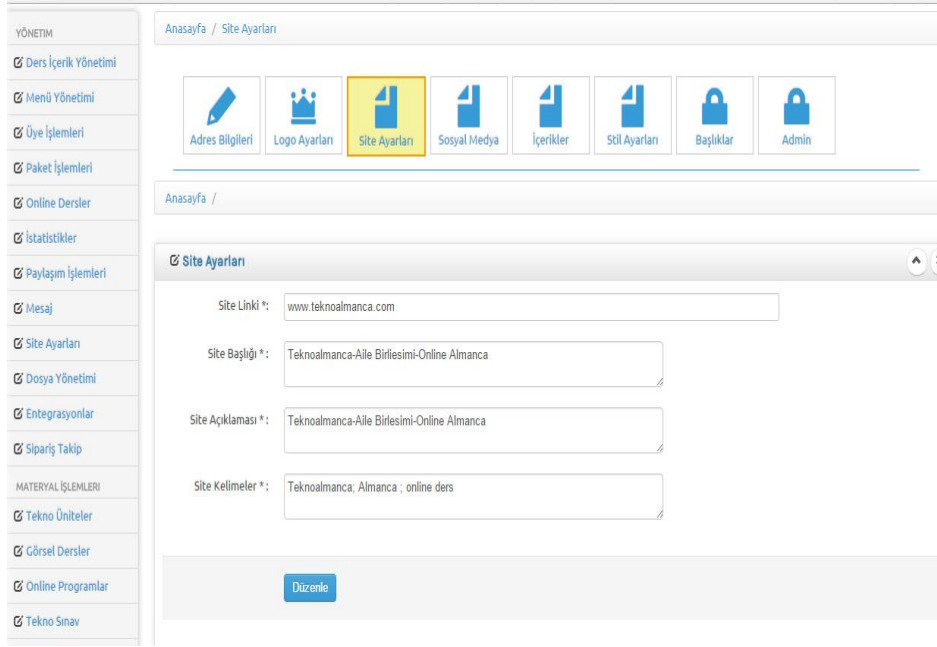 YÖNETIM
Ders İçerik Yönetimi
Menü Yönetimi
Üye İşlemleri
Paket İşlemleri
Online Dersler
İstatistikler
Paylaşım İşlemleri
Mesaj
Site Ayarları
Dosya Yönetimi
Entegrasyonlar
Sipariş Takip
MATERYAL İŞLEMLERI
Tekno Üniteler
Görsel Dersler
Online Programlar
Tekno Sınav
Anasayfa / Site Ayarları
Adres Bilgileri
Logo Ayarları
Site Ayarları
Sosyal Medya
İçerikler
Stil Ayarları
Başlıklar
Admin
Anasayfa /
Site Ayarları
Site Linki *: www.teknoalmanca.com
Site Başlığı * : Teknoalmanca-Aile Birliesimi-Online Almanca
Site Açıklaması * : Teknoalmanca-Aile Birlesimi-Online Almanca
Site Kelimeler * : Teknoalmanca; Almanca ; online ders
Düzenle